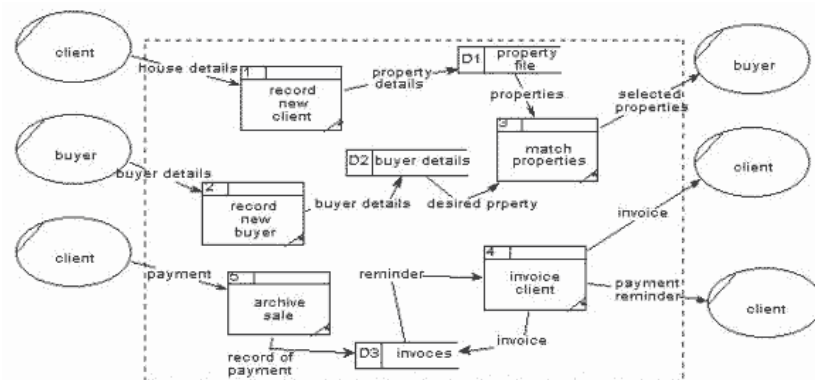 client
house details
1
record
new
client
property
details
D1
property
file
properties
buyer
selected
properties
3
match
properties
buyer
buyer details
2
record
new
buyer
buyer details
D2
buyer details
desired prperty
client
invoice
client
payment
5
archive
sale
record of
payment
reminder
D3
invoces
4
invoice
client
invoice
payment
reminder
client